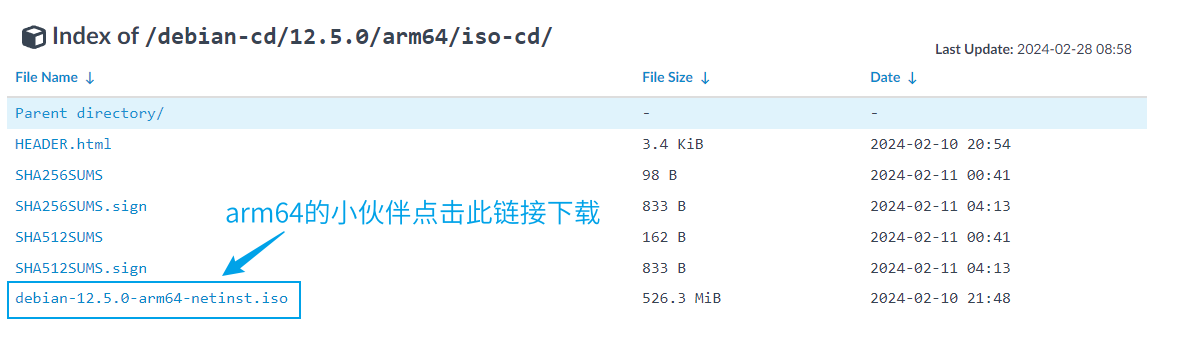 Index of /debian-cd/12.5.0/arm64/iso-cd/
Last Update: 2024-02-28 08:58
File Name ↓ File Size ↓ Date ↓
Parent directory/ - -
HEADER.html 3.4 KiB 2024-02-10 20:54
SHA256SUMS 98 B 2024-02-11 00:41
SHA256SUMS.sign 833 B 2024-02-11 04:13
arm64的小伙伴点击此链接下载
SHA512SUMS 162 B 2024-02-11 00:41
SHA512SUMS.sign 833 B 2024-02-11 04:13
debian-12.5.0-arm64-netinst.iso 526.3 MiB 2024-02-10 21:48